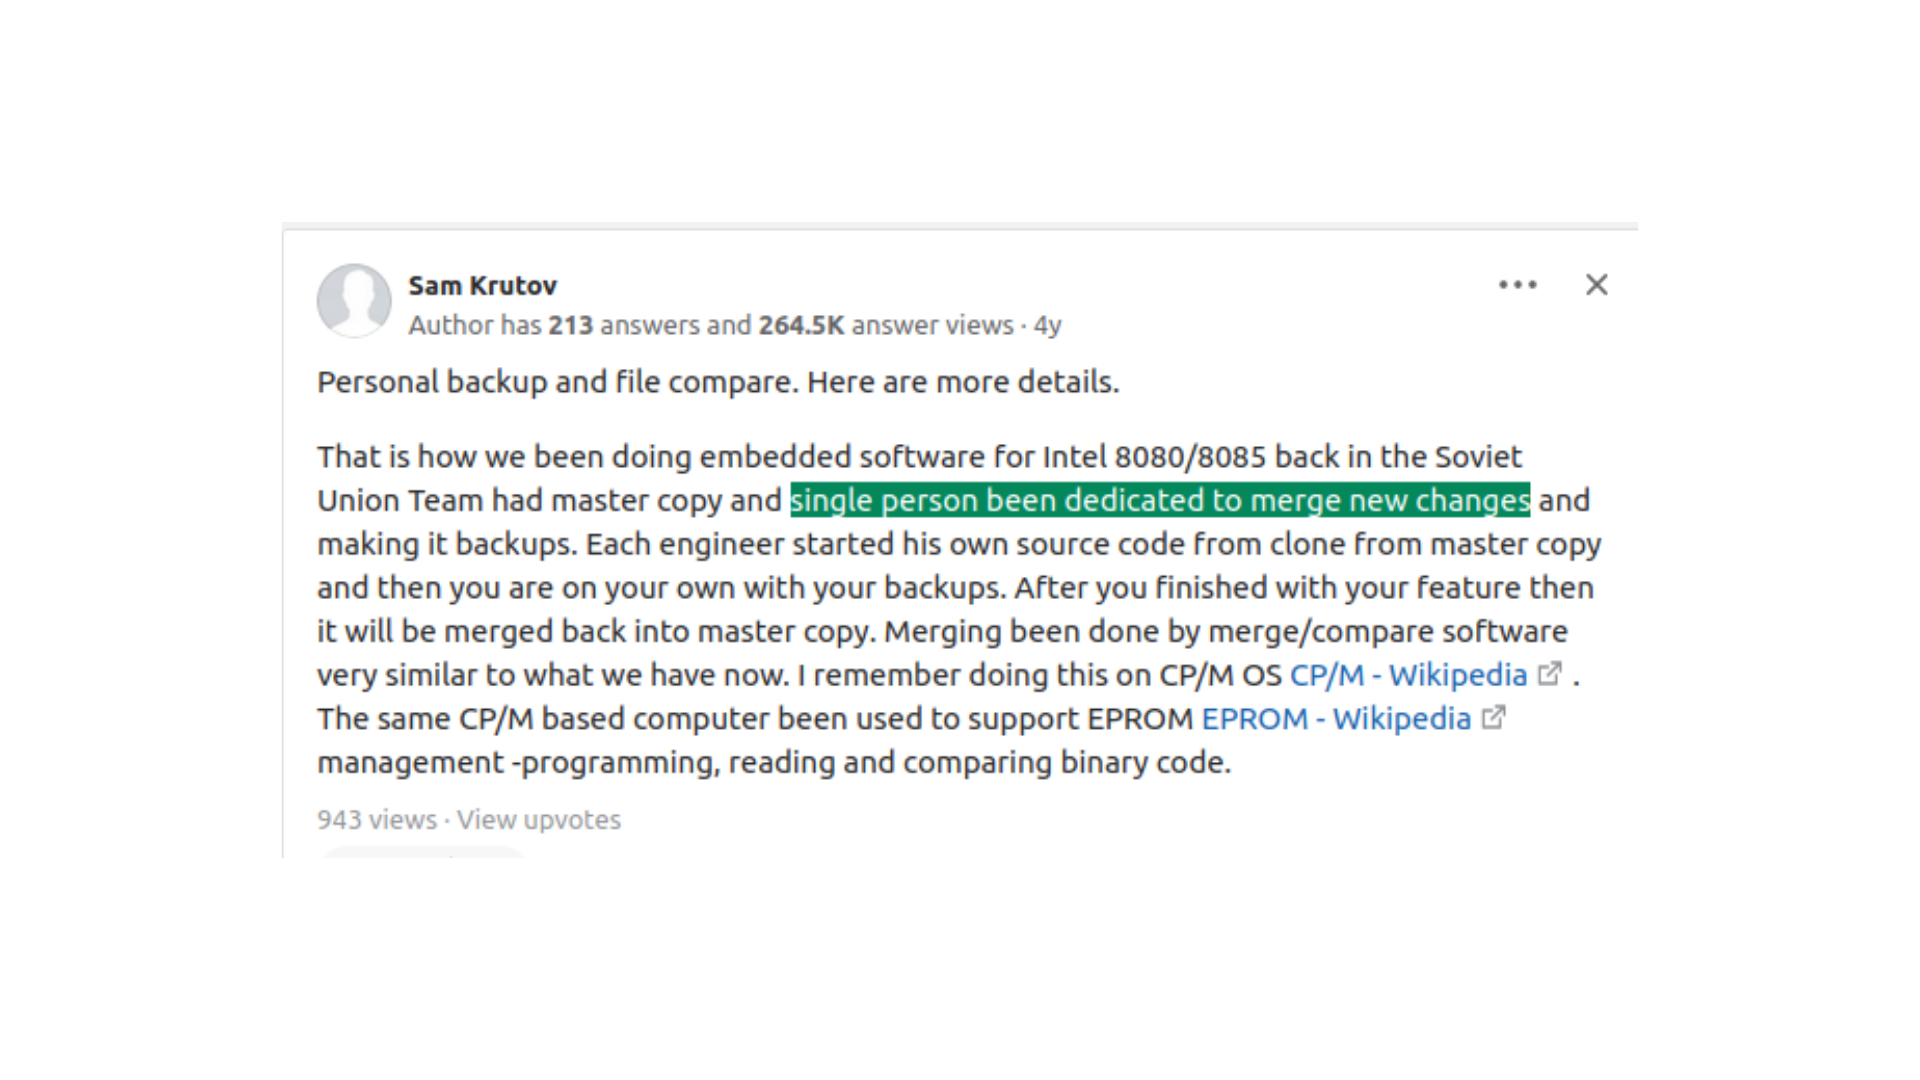 Sam Krutov
Author has 213 answers and 264.5K answer views · 4y
Personal backup and file compare. Here are more details.
That is how we been doing embedded software for Intel 8080/8085 back in the Soviet
Union Team had master copy and single person been dedicated to merge new changes and
making it backups. Each engineer started his own source code from clone from master copy
and then you are on your own with your backups. After you finished with your feature then
it will be merged back into master copy. Merging been done by merge/compare software
very similar to what we have now. I remember doing this on CP/M OS CP/M - Wikipedia .
The same CP/M based computer been used to support EPROM EPROM - Wikipedia
management -programming, reading and comparing binary code.
943 views · View upvotes